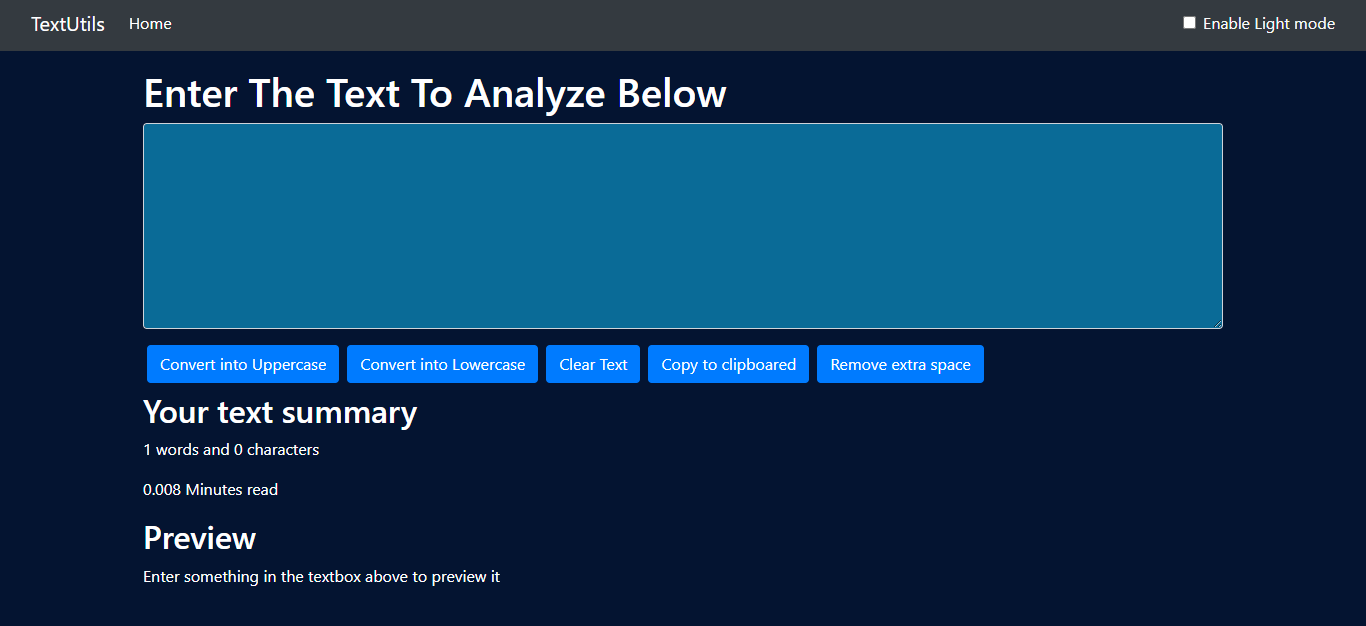 TextUtils Home Enable Light mode
Enter The Text To Analyze Below
Convert into Uppercase Convert into Lowercase Clear Text Copy to clipboared Remove extra space
Your text summary
1 words and 0 characters
0.008 Minutes read
Preview
Enter something in the textbox above to preview it